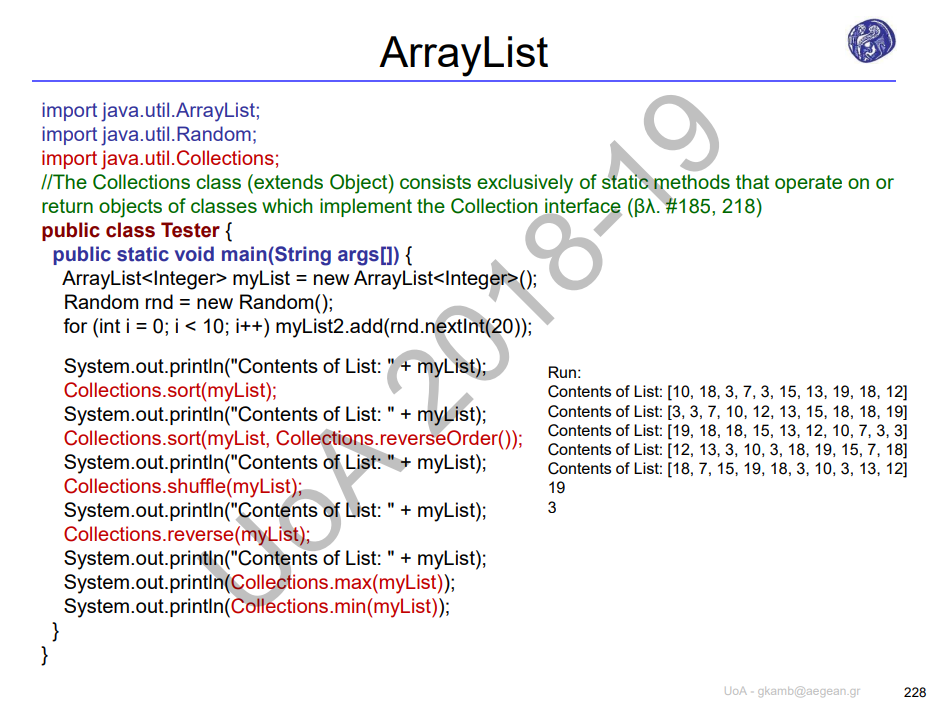 ArrayList
import java.util.ArrayList;
import java.util.Random;
import java.util.Collections;
//The Collections class (extends Object) consists exclusively of static methods that operate on or
return objects of classes which implement the Collection interface (βλ. #185, 218)
public class Tester {
public static void main(String args[]) {
ArrayList<Integer> myList = new ArrayList<Integer>();
Random rnd = new Random();
for (int i = 0; i < 10; i++) myList2.add(rnd.nextInt(20));
System.out.println("Contents of List: " + myList);
Collections.sort(myList);
System.out.println("Contents of List: " + myList);
Collections.sort(myList, Collections.reverseOrder());
System.out.println("Contents of List: " + myList);
Collections.shuffle(myList);
System.out.println("Contents of List: " + myList);
Collections.reverse(myList);
System.out.println("Contents of List: " + myList);
System.out.println(Collections.max(myList));
System.out.println(Collections.min(myList));
}
}
Run:
Contents of List: [10, 18, 3, 7, 3, 15, 13, 19, 18, 12]
Contents of List: [3, 3, 7, 10, 12, 13, 15, 18, 18, 19]
Contents of List: [19, 18, 18, 15, 13, 12, 10, 7, 3, 3]
Contents of List: [12, 13, 3, 10, 3, 18, 19, 15, 7, 18]
Contents of List: [18, 7, 15, 19, 18, 3, 10, 3, 13, 12]
19
3
UoA 2018-19
UoA - gkamb@aegean.gr
228